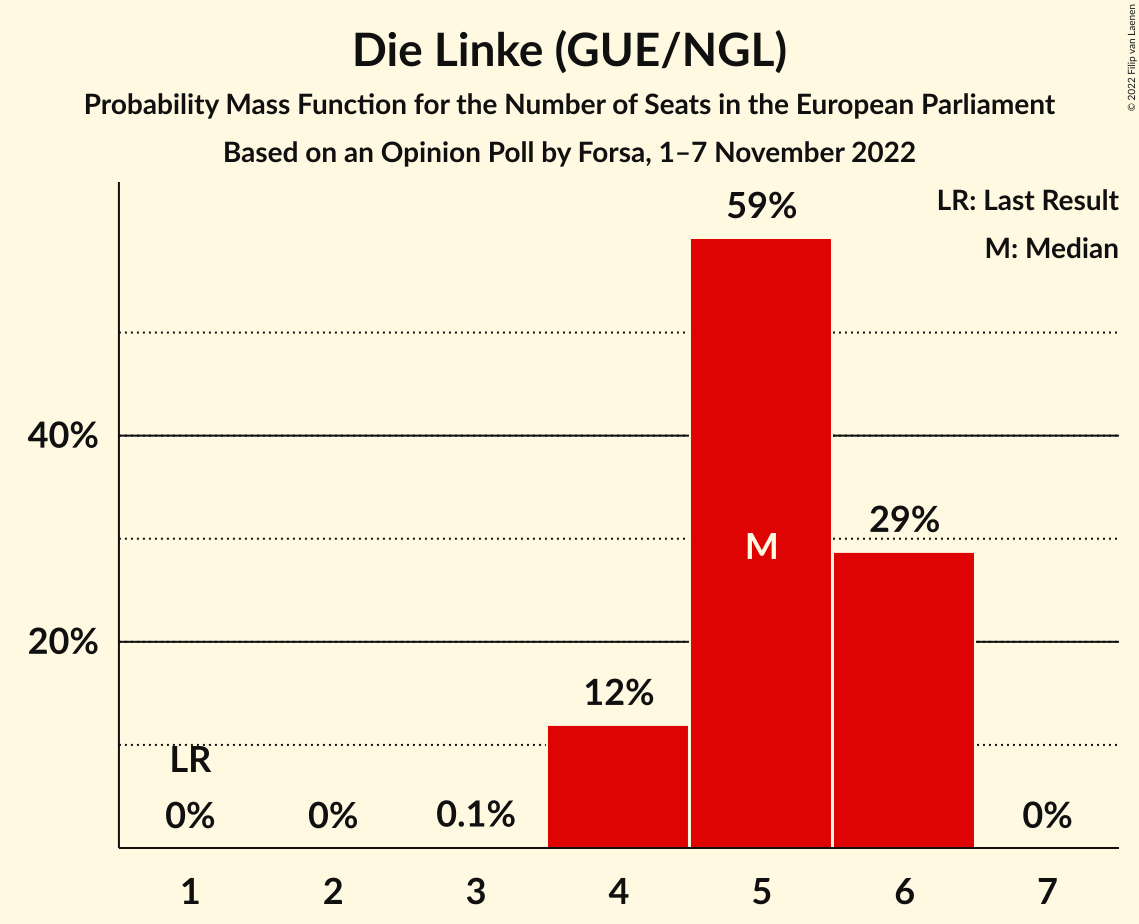 Die Linke (GUE/NGL)
Probability Mass Function for the Number of Seats in the European Parliament
Based on an Opinion Poll by Forsa, 1–7 November 2022
© 2022 Filip van Laenen
LR: Last Result
M: Median
59%
40%
29%
M
20%
12%
LR
0%
0%
0.1%
0%
1 2 3 4 5 6 7